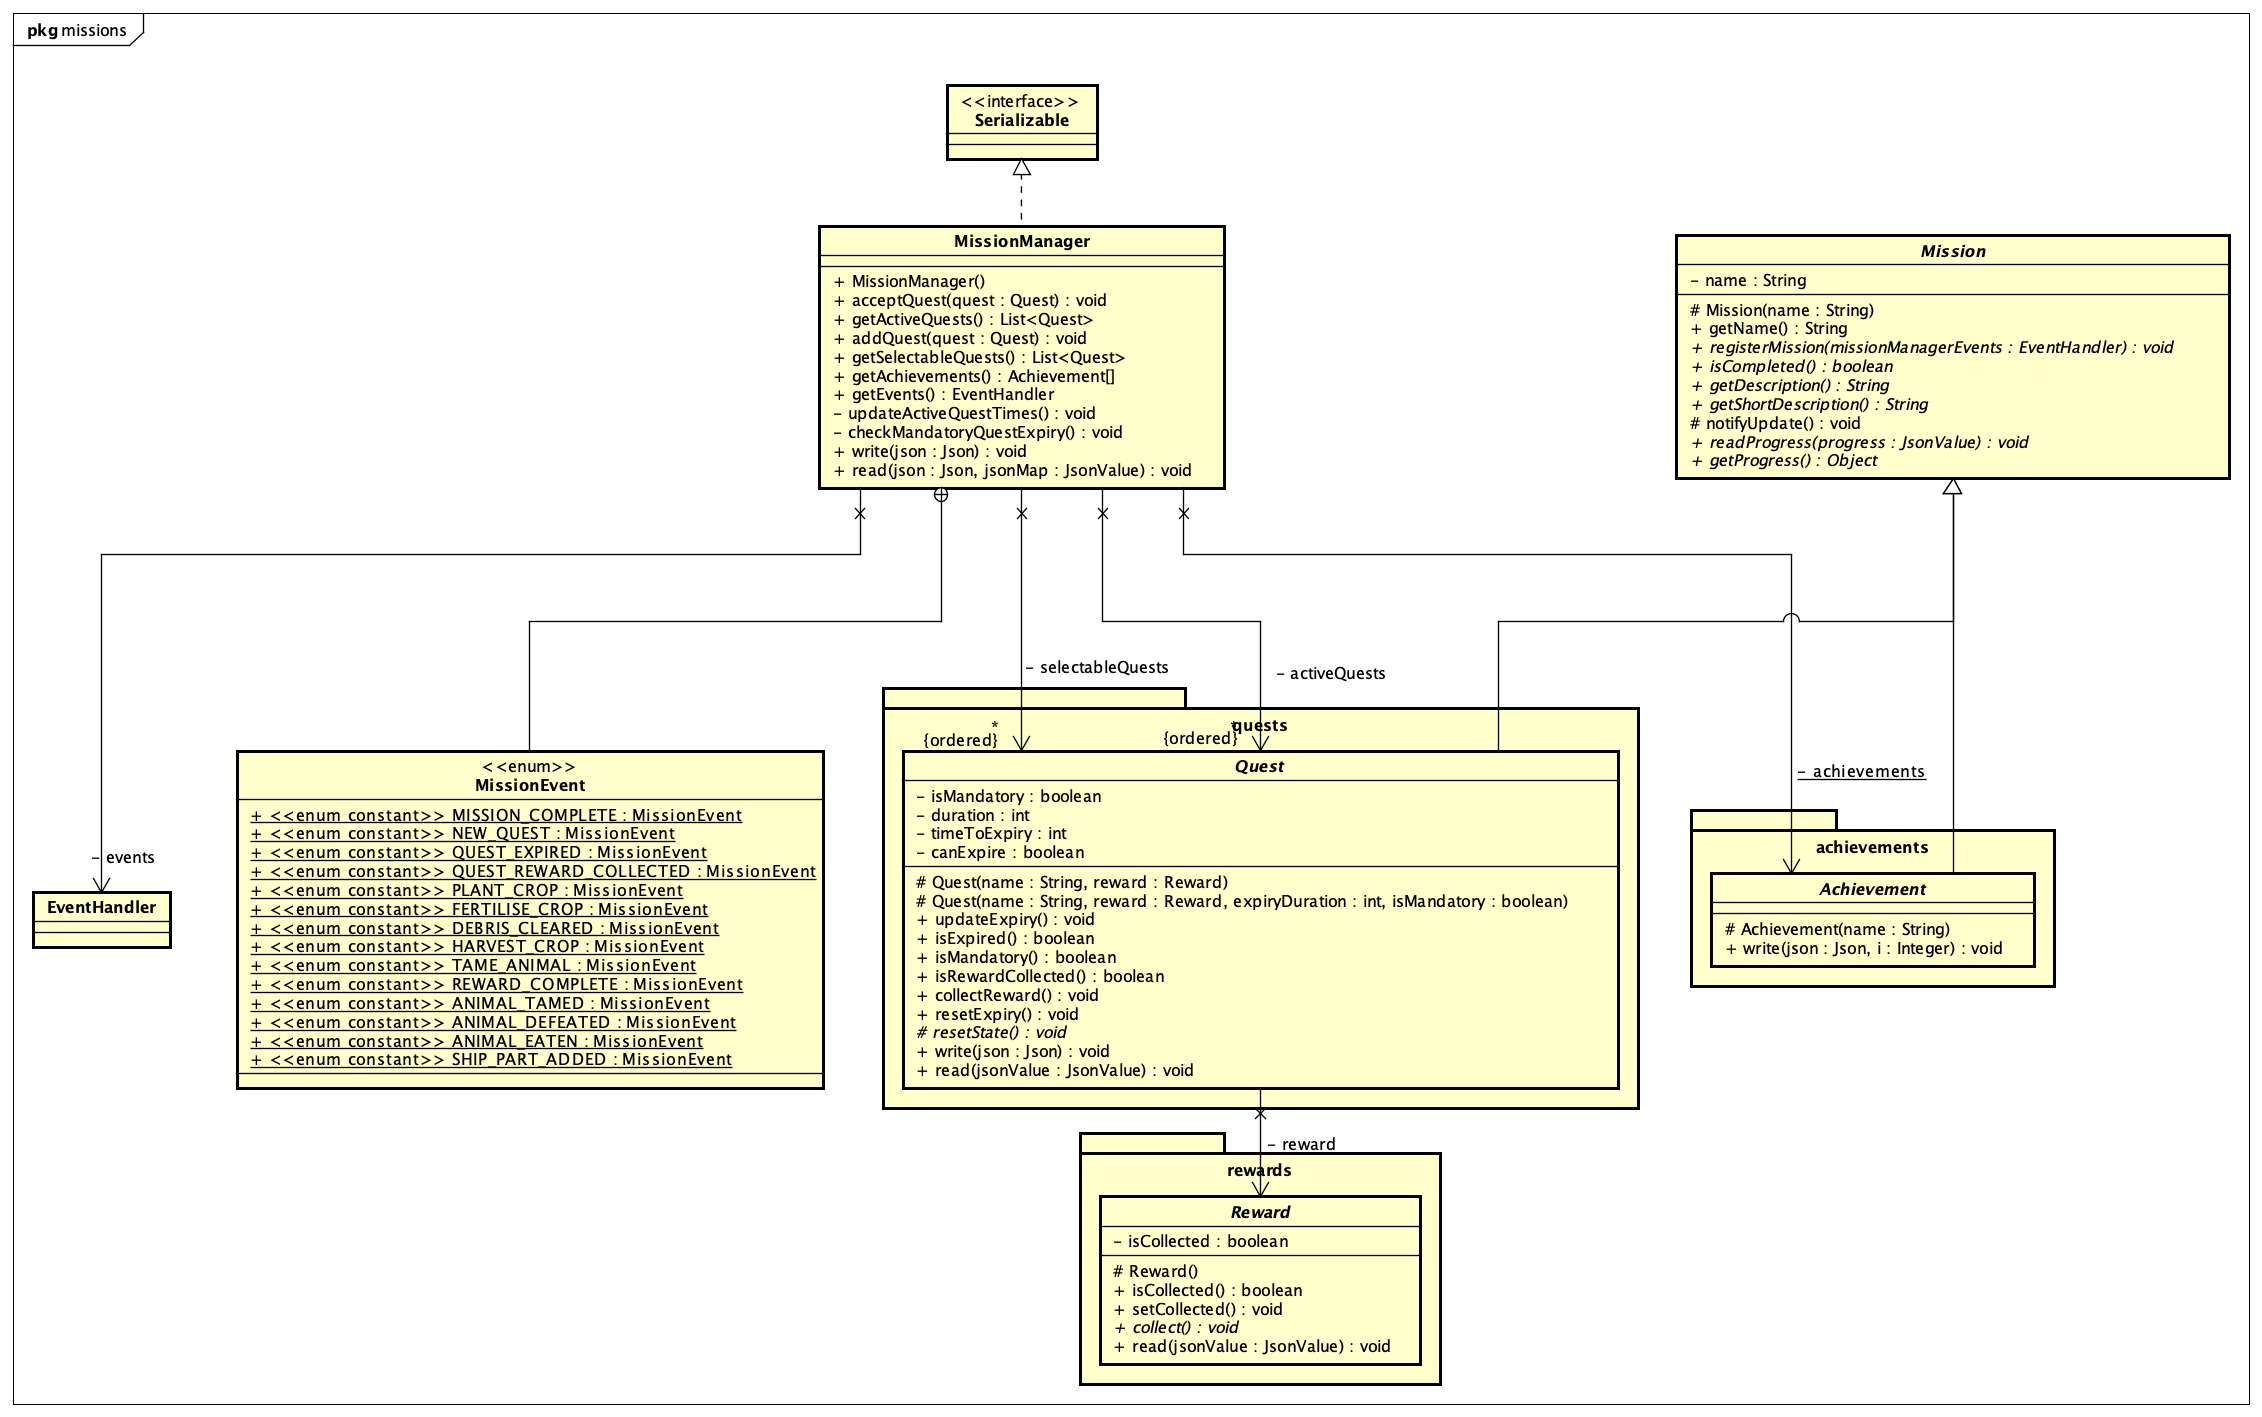 pkg missions
<<interface>>
Serializable
MissionManager
+ MissionManager()
+ acceptQuest(quest : Quest) : void
+ getActiveQuests() : List<Quest>
+ addQuest(quest : Quest) : void
+ getSelectableQuests() : List<Quest>
+ getAchievements() : Achievement[]
+ getEvents() : EventHandler
- updateActiveQuestTimes() : void
- checkMandatoryQuestExpiry() : void
+ write(json : Json) : void
+ read(json : Json, jsonMap : JsonValue) : void
Mission
- name : String
# Mission(name : String)
+ getName() : String
+ registerMission(missionManagerEvents : EventHandler) : void
+ isCompleted() : boolean
+ getDescription() : String
+ getShortDescription() : String
# notifyUpdate() : void
+ readProgress(progress : JsonValue) : void
+ getProgress() : Object
- selectableQuests
- activeQuests
*
{ordered}
*
{ordered}
- achievements
- events
EventHandler
<<enum>>
MissionEvent
+ <<enum constant>> MISSION_COMPLETE : MissionEvent
+ <<enum constant>> NEW_QUEST : MissionEvent
+ <<enum constant>> QUEST_EXPIRED : MissionEvent
+ <<enum constant>> QUEST_REWARD_COLLECTED : MissionEvent
+ <<enum constant>> PLANT_CROP : MissionEvent
+ <<enum constant>> FERTILISE_CROP : MissionEvent
+ <<enum constant>> DEBRIS_CLEARED : MissionEvent
+ <<enum constant>> HARVEST_CROP : MissionEvent
+ <<enum constant>> TAME_ANIMAL : MissionEvent
+ <<enum constant>> REWARD_COMPLETE : MissionEvent
+ <<enum constant>> ANIMAL_TAMED : MissionEvent
+ <<enum constant>> ANIMAL_DEFEATED : MissionEvent
+ <<enum constant>> ANIMAL_EATEN : MissionEvent
+ <<enum constant>> SHIP_PART_ADDED : MissionEvent
quests
Quest
- isMandatory : boolean
- duration : int
- timeToExpiry : int
- canExpire : boolean
# Quest(name : String, reward : Reward)
# Quest(name : String, reward : Reward, expiryDuration : int, isMandatory : boolean)
+ updateExpiry() : void
+ isExpired() : boolean
+ isMandatory() : boolean
+ isRewardCollected() : boolean
+ collectReward() : void
+ resetExpiry() : void
# resetState() : void
+ write(json : Json) : void
+ read(jsonValue : JsonValue) : void
achievements
Achievement
# Achievement(name : String)
+ write(json : Json, i : Integer) : void
- reward
rewards
Reward
- isCollected : boolean
# Reward()
+ isCollected() : boolean
+ setCollected() : void
+ collect() : void
+ read(jsonValue : JsonValue) : void